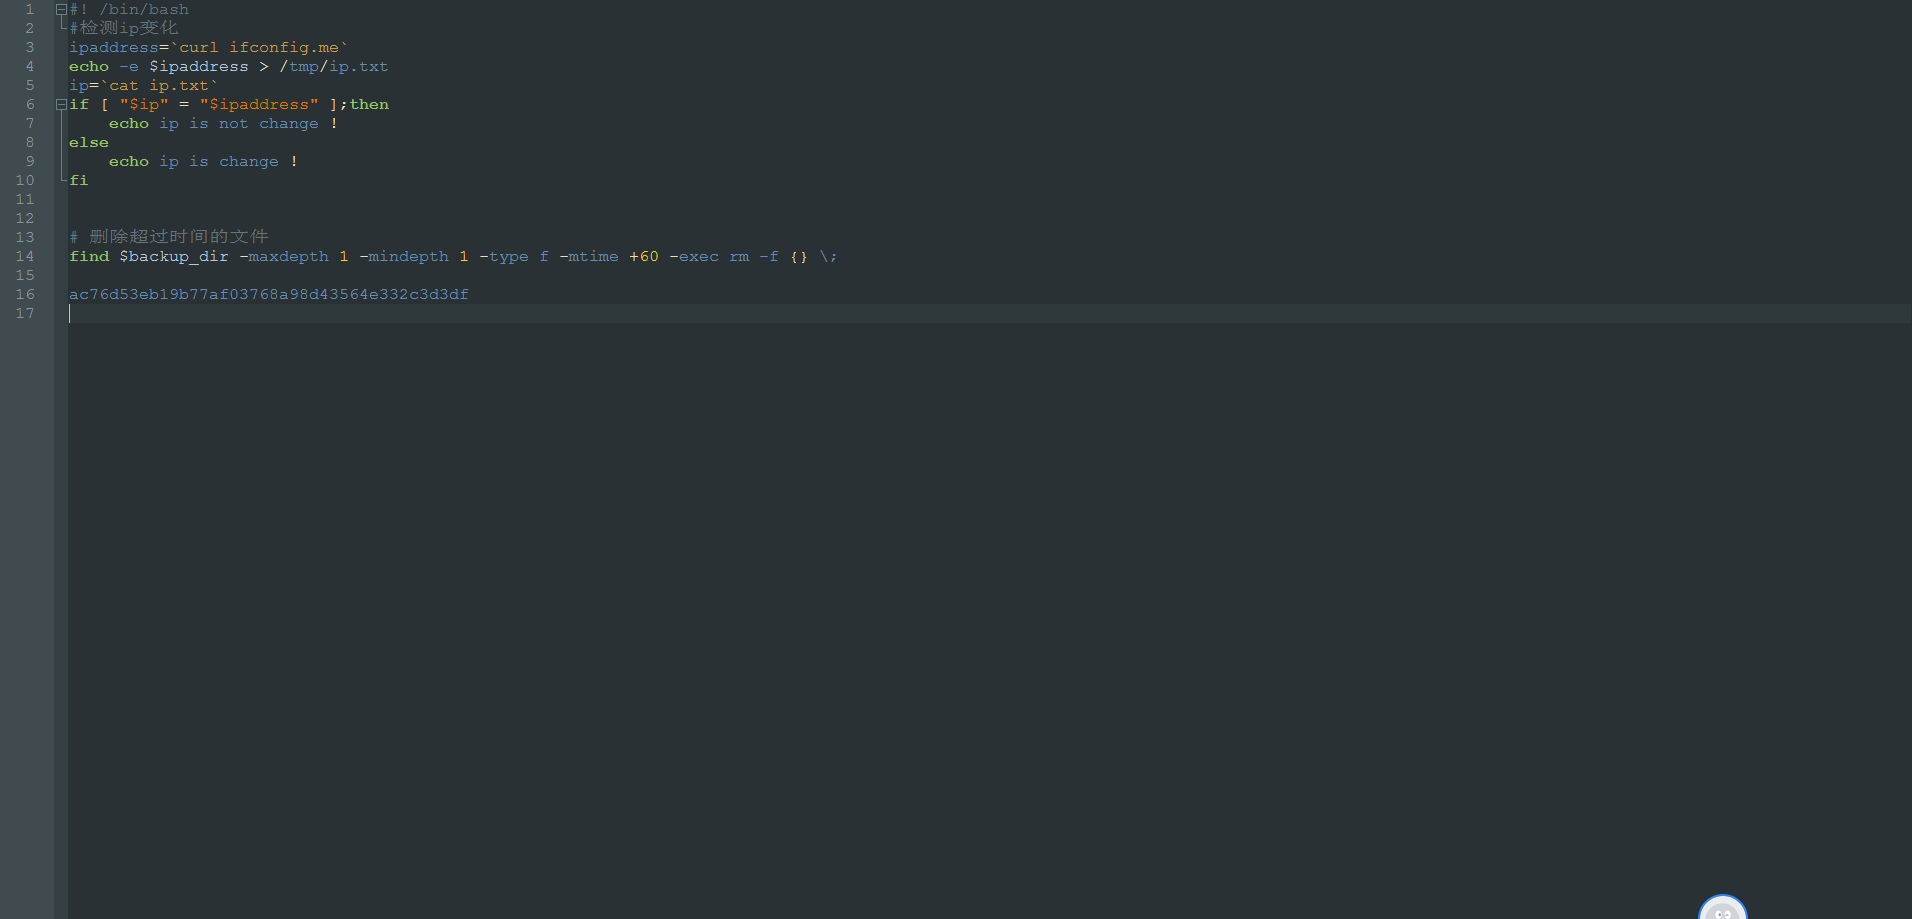 1 #! /bin/bash
2 #检测ip变化
3 ipaddress=`curl ifconfig.me`
4 echo -e $ipaddress > /tmp/ip.txt
5 ip=`cat ip.txt`
6 if [ "$ip" = "$ipaddress" ];then
7     echo ip is not change !
8 else
9     echo ip is change !
10 fi
11
12
13 # 删除超过时间的文件
14 find $backup_dir -maxdepth 1 -mindepth 1 -type f -mtime +60 -exec rm -f {} \;
15
16 ac76d53eb19b77af03768a98d43564e332c3d3df
17